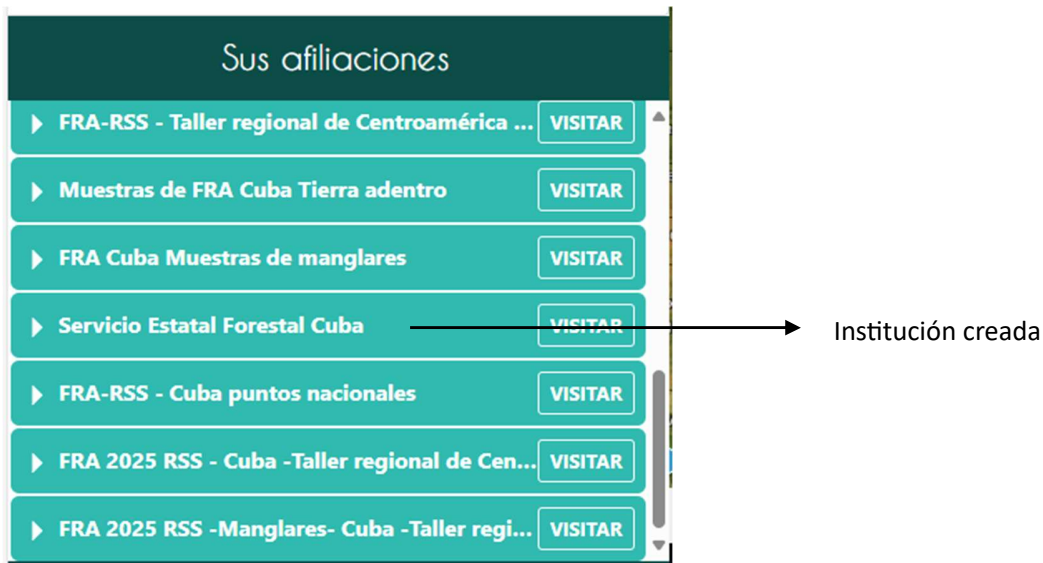 Sus afiliaciones
FRA-RSS - Taller regional de Centroamérica ... VISITAR
Muestras de FRA Cuba Tierra adentro VISITAR
FRA Cuba Muestras de manglares VISITAR
Servicio Estatal Forestal Cuba VISITAR Institución creada
FRA-RSS - Cuba puntos nacionales VISITAR
FRA 2025 RSS - Cuba -Taller regional de Cen... VISITAR
FRA 2025 RSS -Manglares- Cuba -Taller regi... VISITAR